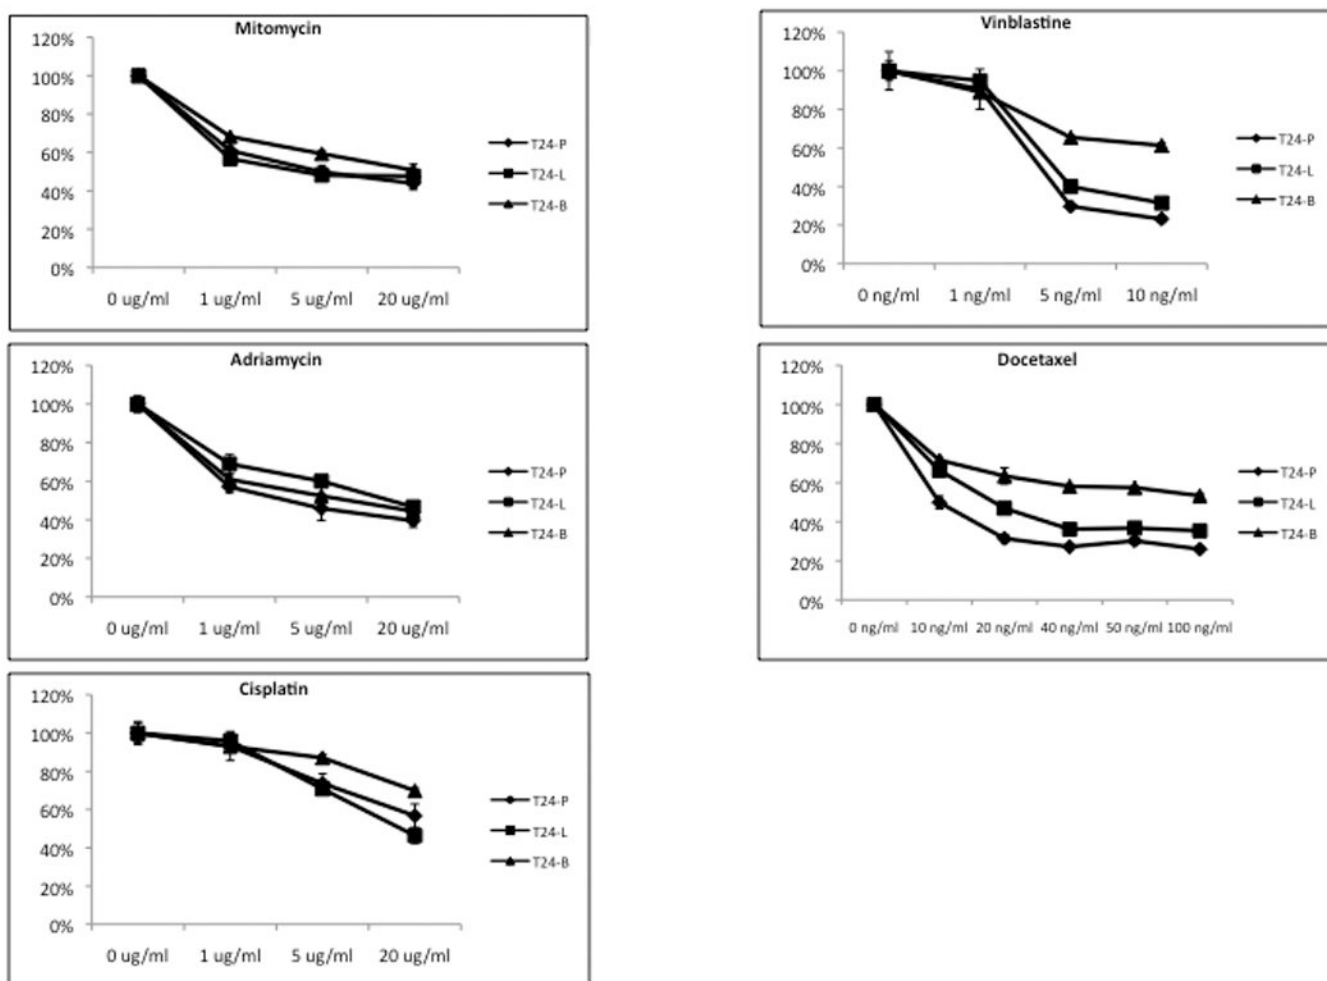 Mitomycin
120%
100%
80%
60%
40%
20%
0%
0 ug/ml 1 ug/ml 5 ug/ml 20 ug/ml
T24-P
T24-L
T24-B
Vinblastine
120%
100%
80%
60%
40%
20%
0%
0 ng/ml 1 ng/ml 5 ng/ml 10 ng/ml
T24-P
T24-L
T24-B
Adriamycin
120%
100%
80%
60%
40%
20%
0%
0 ug/ml 1 ug/ml 5 ug/ml 20 ug/ml
T24-P
T24-L
T24-B
Docetaxel
120%
100%
80%
60%
40%
20%
0%
0 ng/ml 10 ng/ml 20 ng/ml 40 ng/ml 50 ng/ml 100 ng/ml
T24-P
T24-L
T24-B
Cisplatin
120%
100%
80%
60%
40%
20%
0%
0 ug/ml 1 ug/ml 5 ug/ml 20 ug/ml
T24-P
T24-L
T24-B